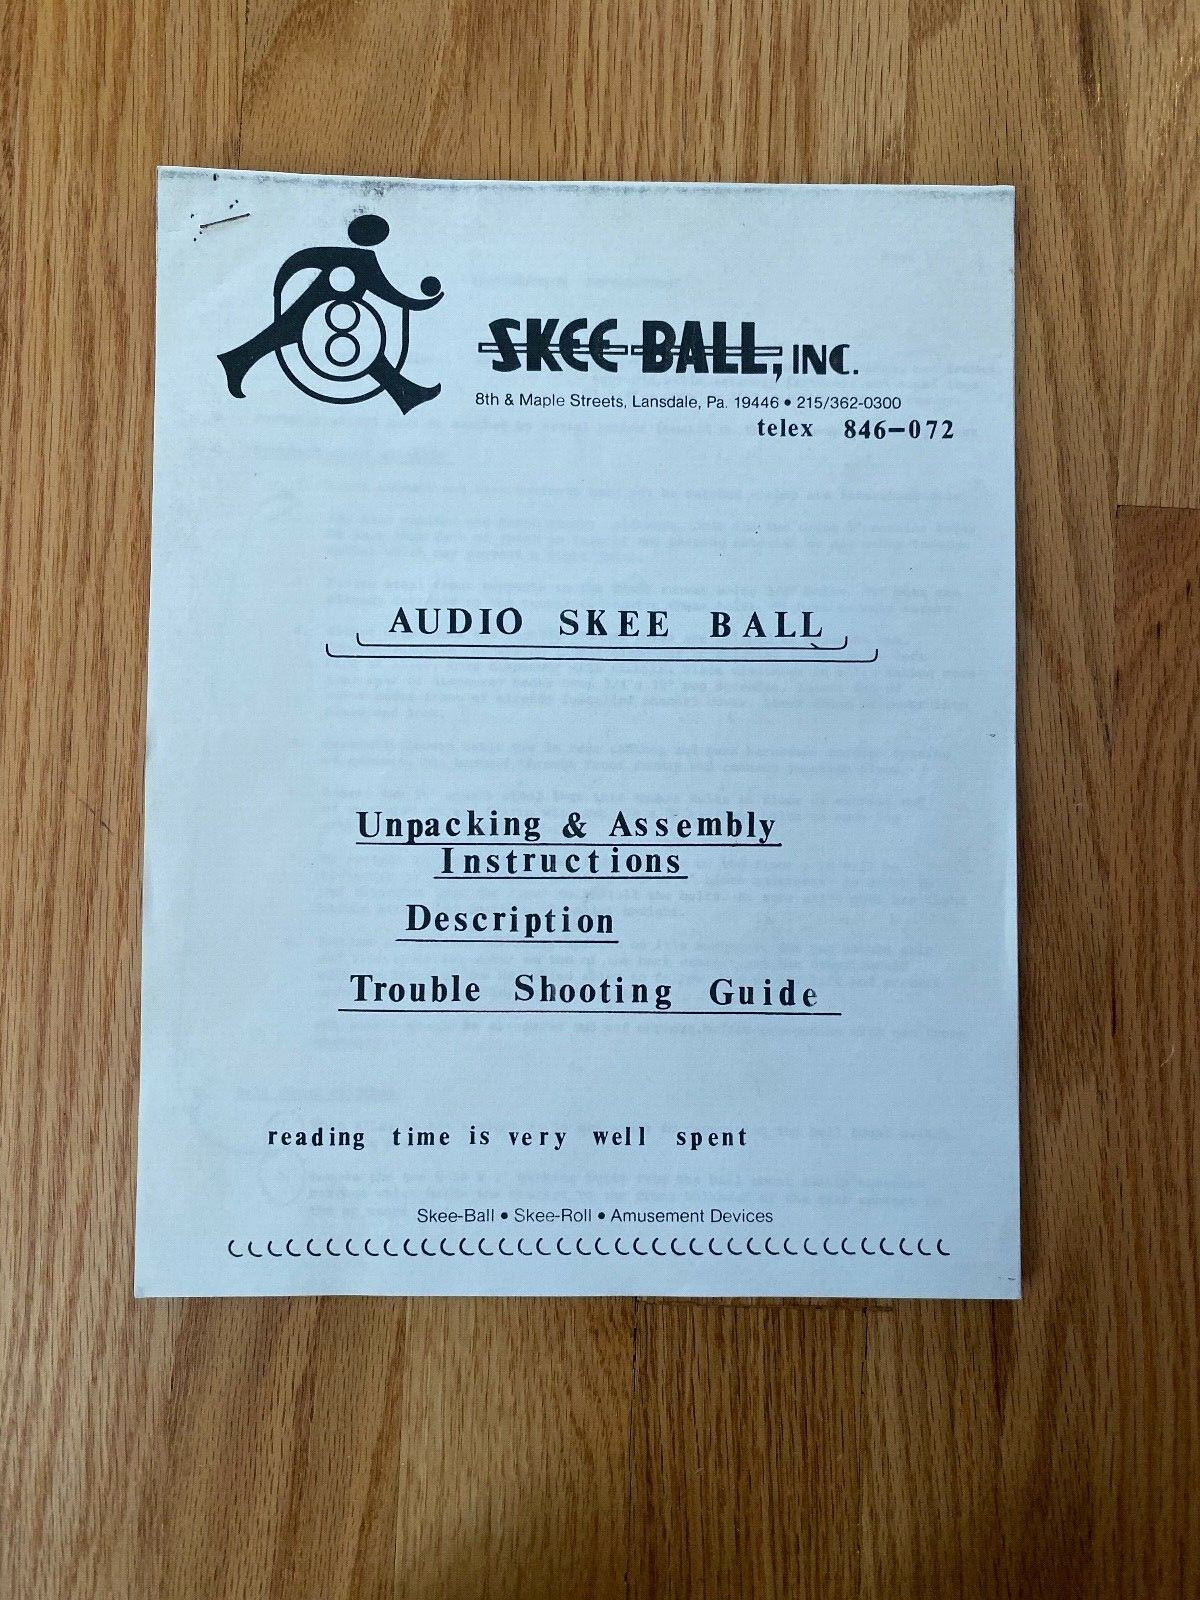 SKEE-BALL, INC.
8th & Maple Streets, Lansdale, Pa. 19446 • 215/362-0300
telex 846-072
AUDIO SKEE BALL
Unpacking & Assembly
Instructions
Description
Trouble Shooting Guide
reading time is very well spent
Skee-Ball • Skee-Roll • Amusement Devices